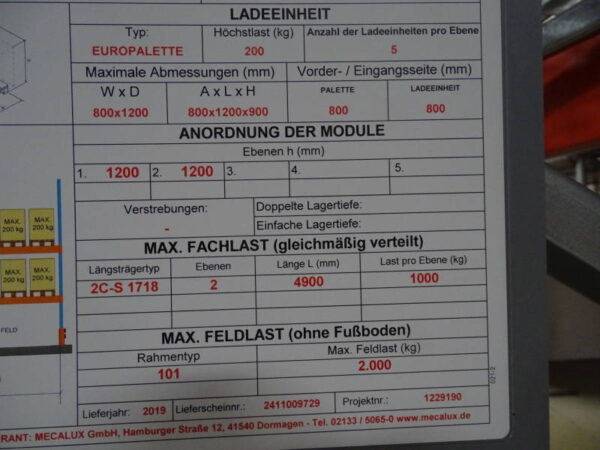 LADEEINHEIT
Typ: Höchstlast (kg) Anzahl der Ladeeinheiten pro Ebene
EUROPALETTE 200 5
Maximale Abmessungen (mm) Vorder- / Eingangsseite (mm)
W x D A x L x H PALETTE LADEEINHEIT
800x1200 800x1200x900 800 800
ANORDNUNG DER MODULE
Ebenen h (mm)
1. 1200 2. 1200 3. 4. 5.
Verstrebungen: Doppelte Lagertiefe:
- Einfache Lagertiefe:
MAX. FACHLAST (gleichmäßig verteilt)
Längsträgertyp Ebenen Länge L (mm) Last pro Ebene (kg)
2C-S 1718 2 4900 1000
MAX. FELDLAST (ohne Fußboden)
Rahmentyp Max. Feldlast (kg)
101 2.000
Lieferjahr: 2019 Lieferscheinnr.: 2411009729 Projektnr.: 1229190
RANT: MECALUX GmbH, Hamburger Straße 12, 41540 Dormagen - Tel. 02133 / 5065-0 www.mecalux.de
MAX. 200 kg MAX. 200 kg
MAX. 200 kg MAX. 200 kg
FELD
021-2